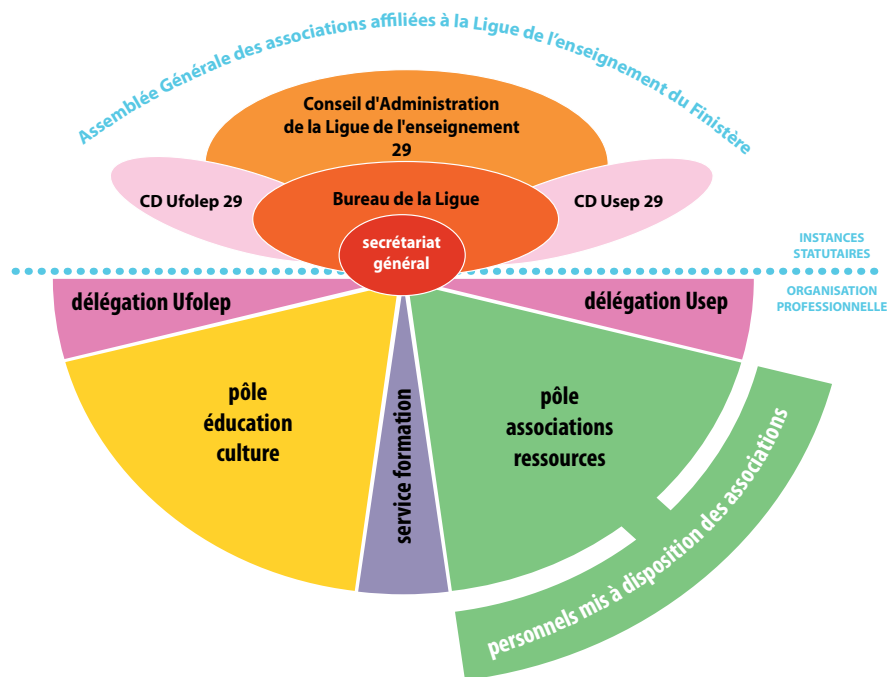 Assemblée Générale des associations affiliées à la Ligue de l'enseignement du Finistère
Conseil d'Administration
de la Ligue de l'enseignement
29
CD Ufolep 29
Bureau de la Ligue
CD Usep 29
secrétariat
général
INSTANCES
STATUTAIRES
ORGANISATION
PROFESSIONNELLE
délégation Ufolep
délégation Usep
pôle
éducation
culture
service formation
pôle
associations
ressources
personnels mis à disposition des associations